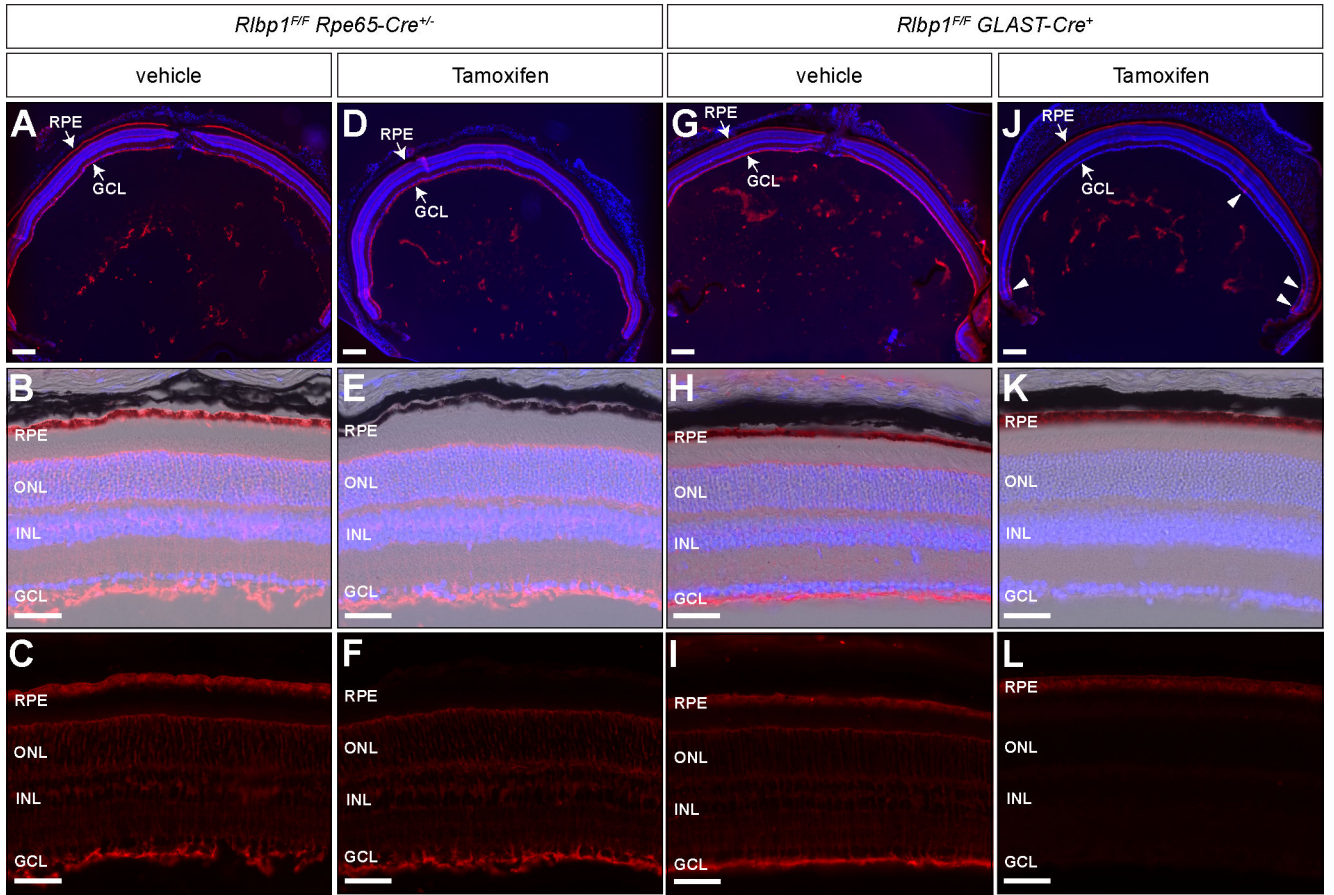 Rlbp1F/F Rpe65-Cre+/-
Rlbp1F/F GLAST-Cre+
vehicle
Tamoxifen
vehicle
Tamoxifen
A
RPE
GCL
D
RPE
GCL
G
RPE
GCL
J
RPE
GCL
B
RPE
ONL
INL
GCL
E
RPE
ONL
INL
GCL
H
RPE
ONL
INL
GCL
K
RPE
ONL
INL
GCL
C
RPE
ONL
INL
GCL
F
RPE
ONL
INL
GCL
I
RPE
ONL
INL
GCL
L
RPE
ONL
INL
GCL